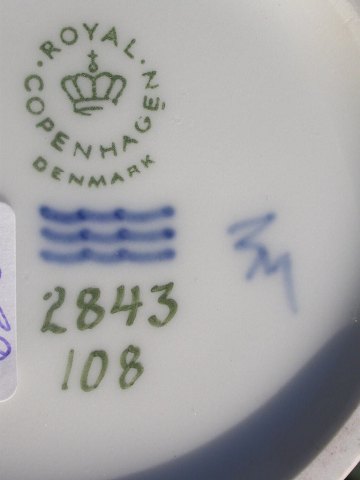 ROYAL
COPENHAGEN
DENMARK
2843
108